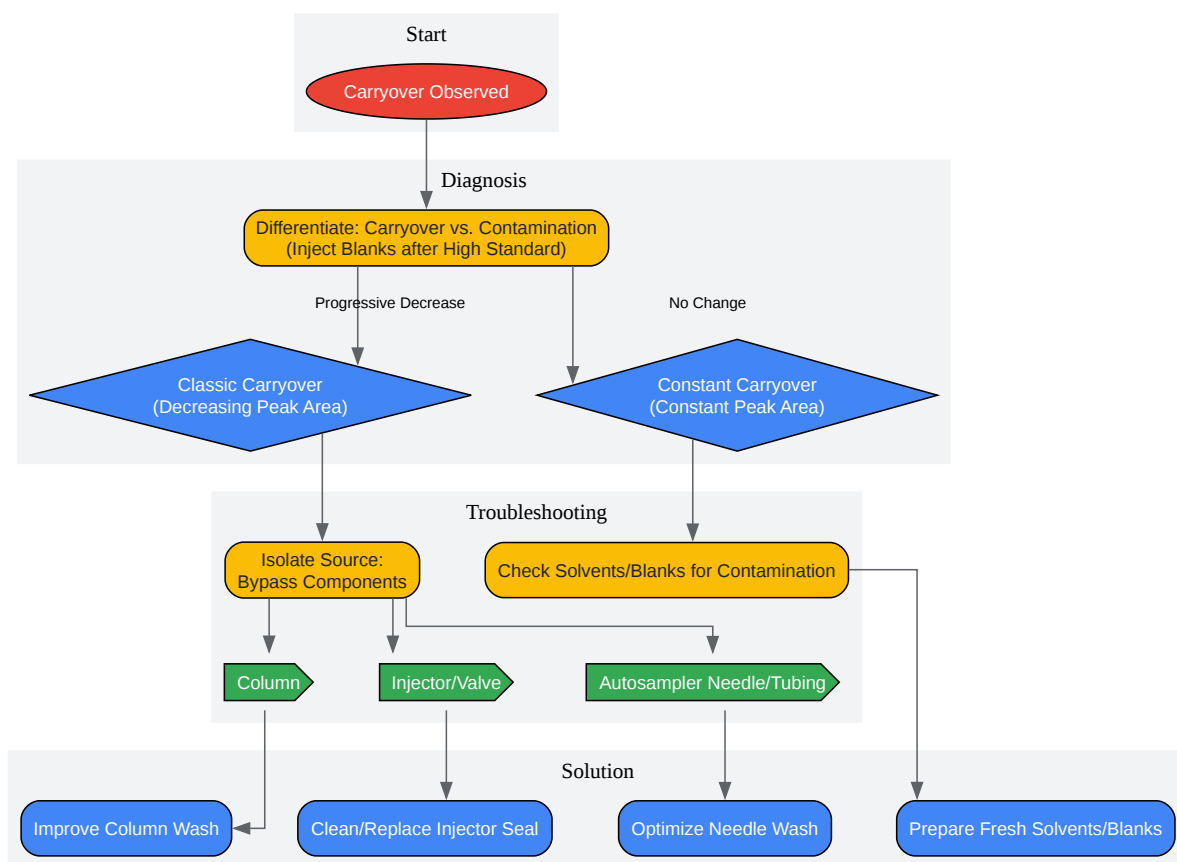 Start
Carryover Observed
Diagnosis
Differentiate: Carryover vs. Contamination
(Inject Blanks after High Standard)
Progressive Decrease
No Change
Classic Carryover
(Decreasing Peak Area)
Constant Carryover
(Constant Peak Area)
Troubleshooting
Isolate Source:
Bypass Components
Check Solvents/Blanks for Contamination
Column
Injector/Valve
Autosampler Needle/Tubing
Solution
Improve Column Wash
Clean/Replace Injector Seal
Optimize Needle Wash
Prepare Fresh Solvents/Blanks